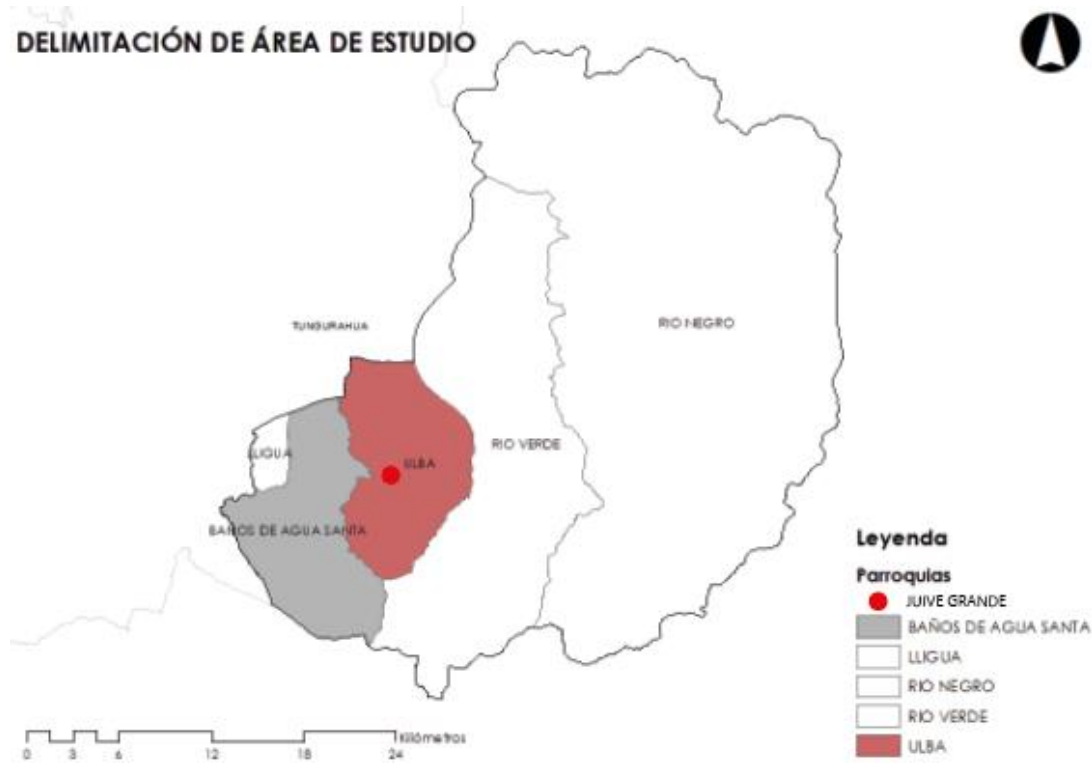 DELIMITACIÓN DE ÁREA DE ESTUDIO
TUNGURAHUA
RIO NEGRO
RIO VERDE
LLIGUA
ULBA
BAÑOS DE AGUA SANTA
Leyenda
Parroquias
JUIVE GRANDE
BAÑOS DE AGUA SANTA
LLIGUA
RIO NEGRO
RIO VERDE
ULBA
Kilómetros
0 3 6 12 18 24